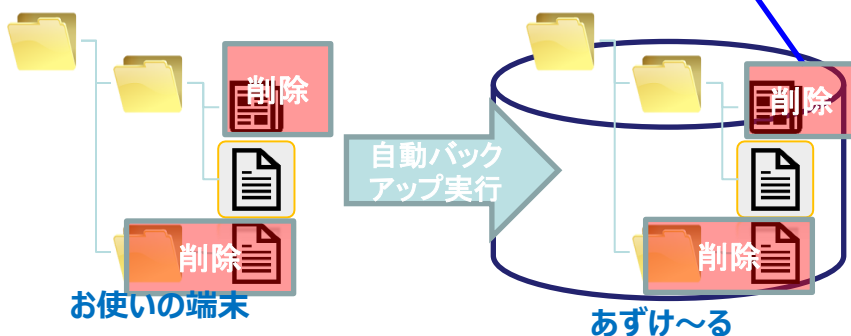 削除
削除
自動バック
アップ実行
削除
削除
お使いの端末
あずけ～る